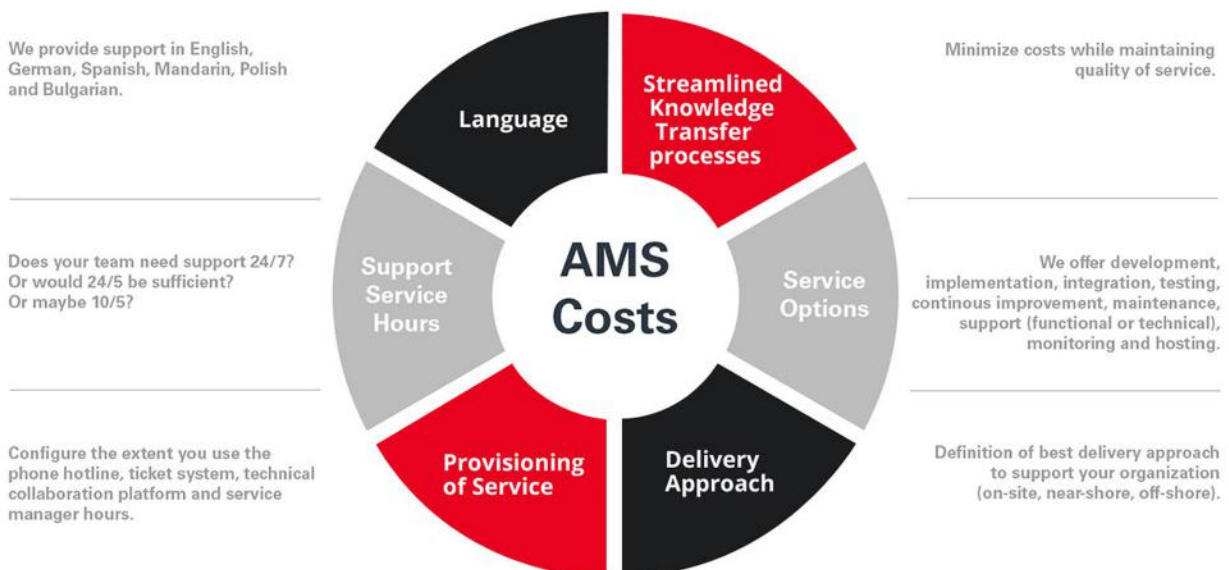 We provide support in English,
German, Spanish, Mandarin, Polish
and Bulgarian.
Language
Streamlined
Knowledge
Transfer
processes
Minimize costs while maintaining
quality of service.
Does your team need support 24/7?
Or would 24/5 be sufficient?
Or maybe 10/5?
Support
Service
Hours
AMS
Costs
Service
Options
We offer development,
implementation, integration, testing,
continous improvement, maintenance,
support (functional or technical),
monitoring and hosting.
Configure the extent you use the
phone hotline, ticket system, technical
collaboration platform and service
manager hours.
Provisioning
of Service
Delivery
Approach
Definition of best delivery approach
to support your organization
(on-site, near-shore, off-shore).